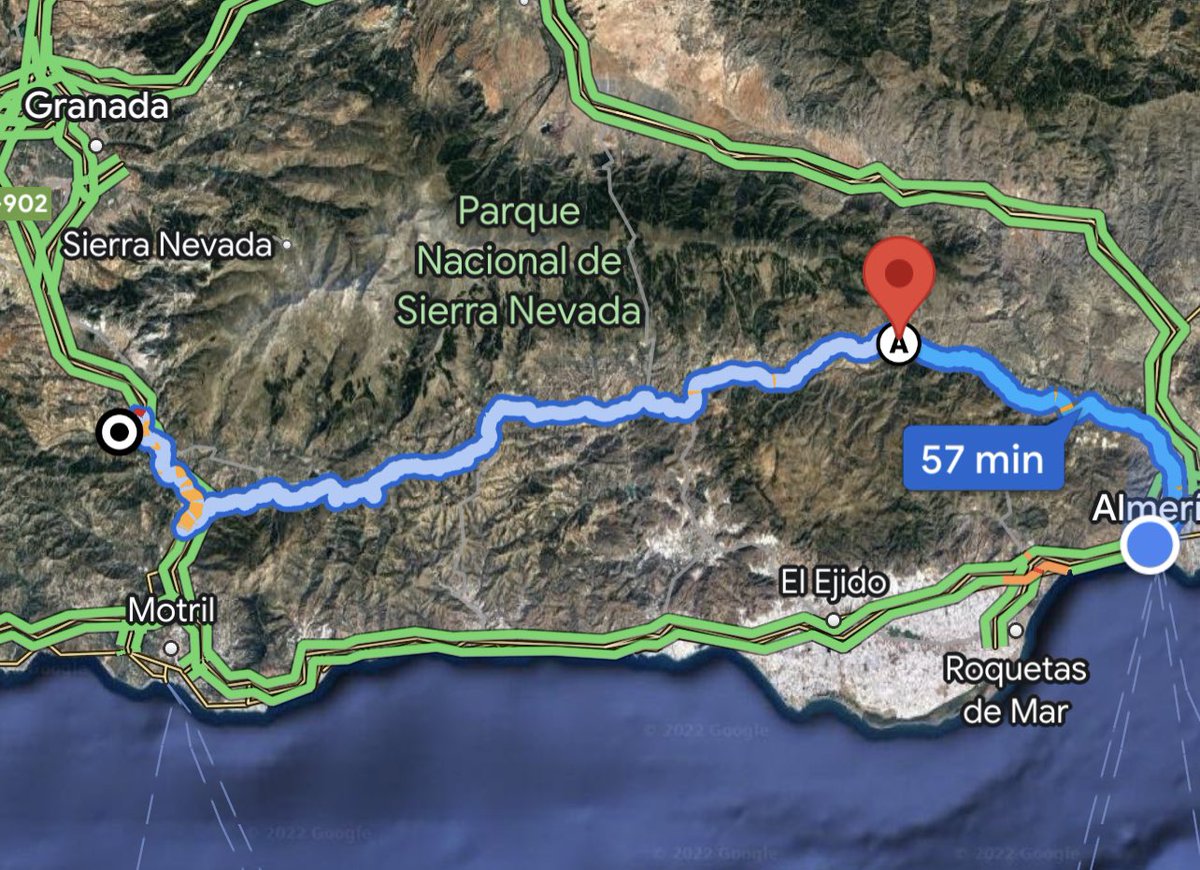 Granada
-902
Sierra Nevada
Parque
Nacional de
Sierra Nevada
A
57 min
Almerí
El Ejido
Motril
Roquetas
de Mar
© 2022 Google
© 2022 Google
© 2022 Google
© 2022 Google